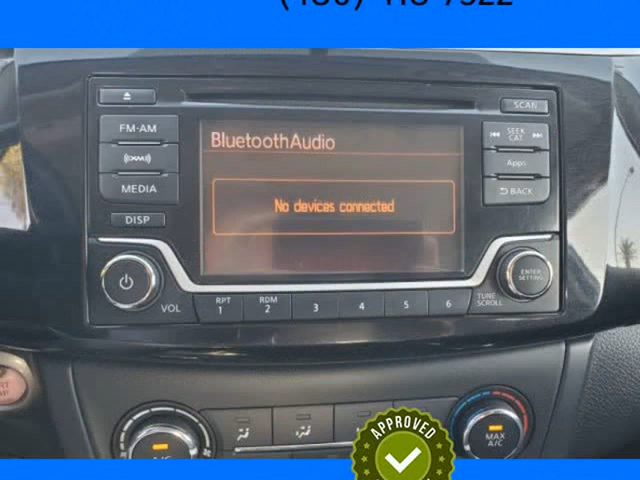 SCAN
FM-AM
XM
MEDIA
DISP
BluetoothAudio
No devices connected
SEEK
CAT
Apps
BACK
VOL
RPT
1
RDM
2
3
4
5
6
TUNE
SCROLL
ENTER
SETTING
MAX
A/C
A/C
APPROVED